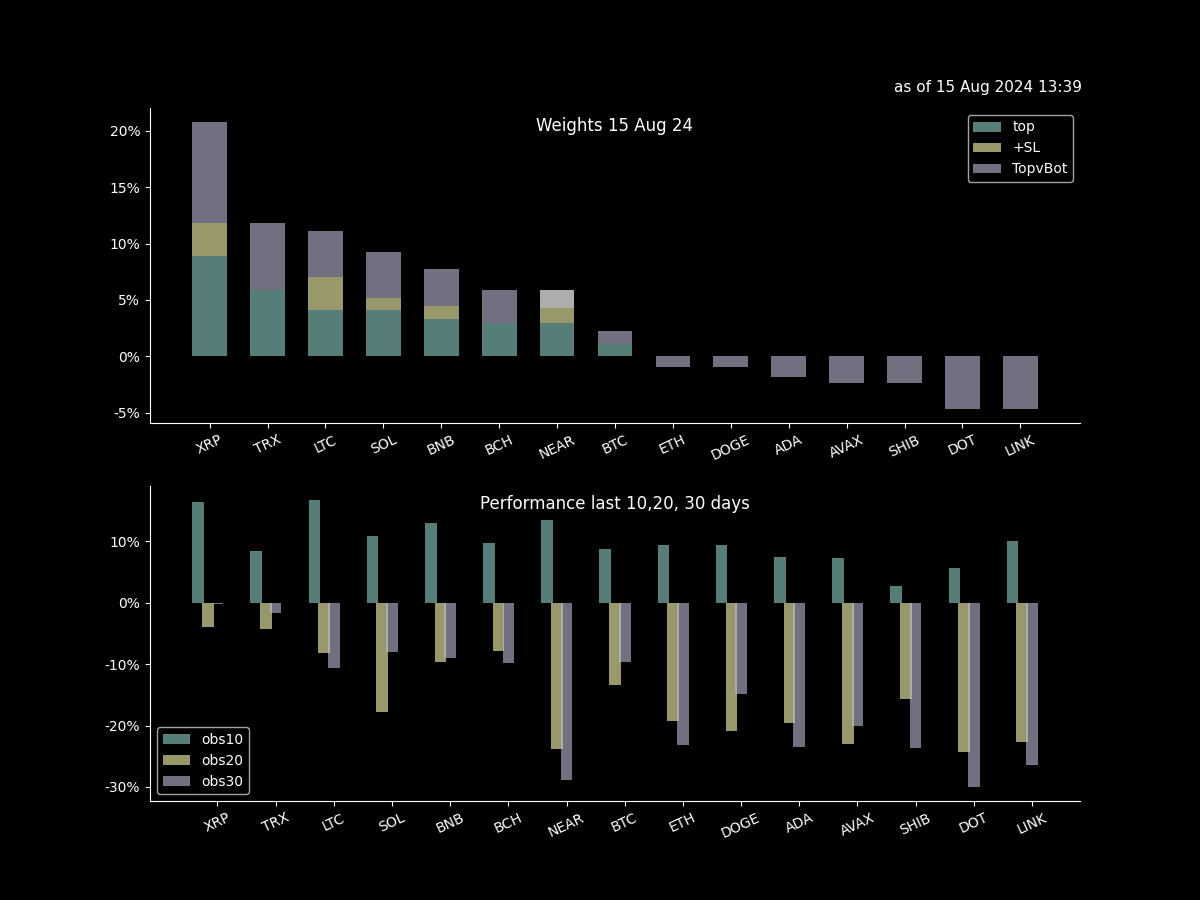 as of 15 Aug 2024 13:39
Weights 15 Aug 24
top
+SL
TopvBot
20%
15%
10%
5%
0%
-5%
XRP TRX LTC SOL BNB BCH NEAR BTC ETH DOGE ADA AVAX SHIB DOT LINK
Performance last 10,20, 30 days
10%
0%
-10%
-20%
-30%
obs10
obs20
obs30
XRP TRX LTC SOL BNB BCH NEAR BTC ETH DOGE ADA AVAX SHIB DOT LINK